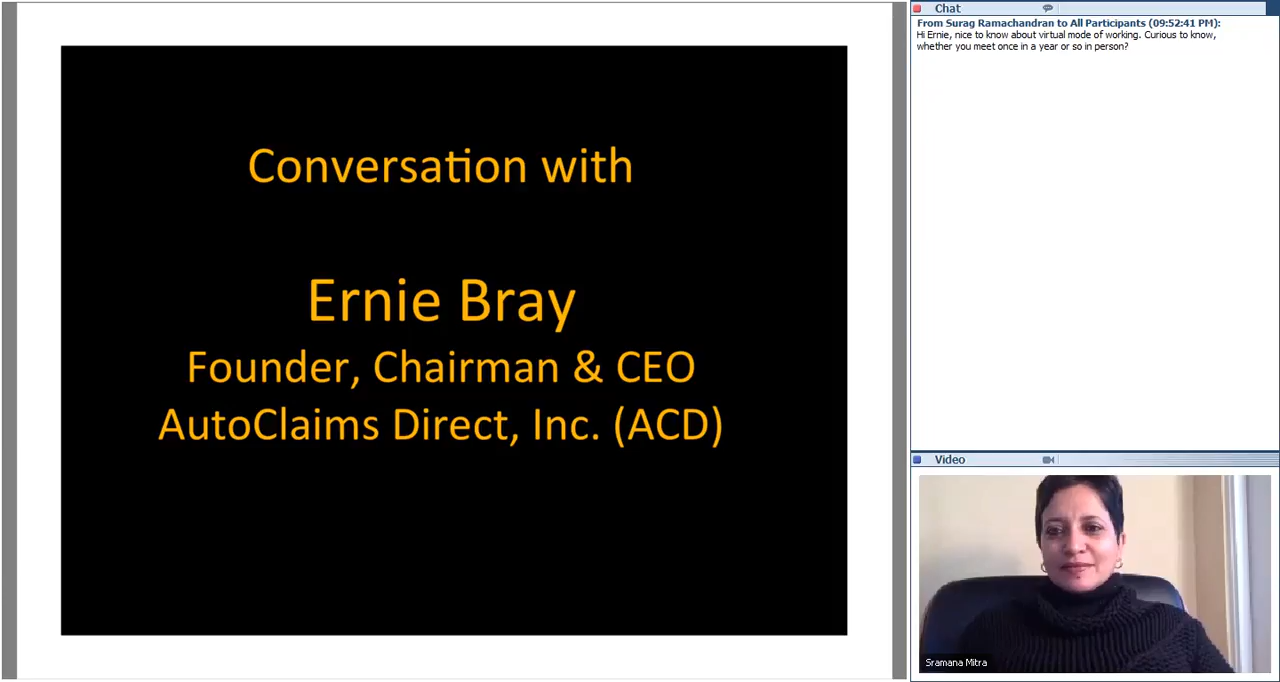 Conversation with
Ernie Bray
Founder, Chairman & CEO
AutoClaims Direct, Inc. (ACD)
Chat
From Surag Ramachandran to All Participants (09:52:41 PM):
Hi Ernie, nice to know about virtual mode of working. Curious to know,
whether you meet once in a year or so in person?
Video
Sramana Mitra